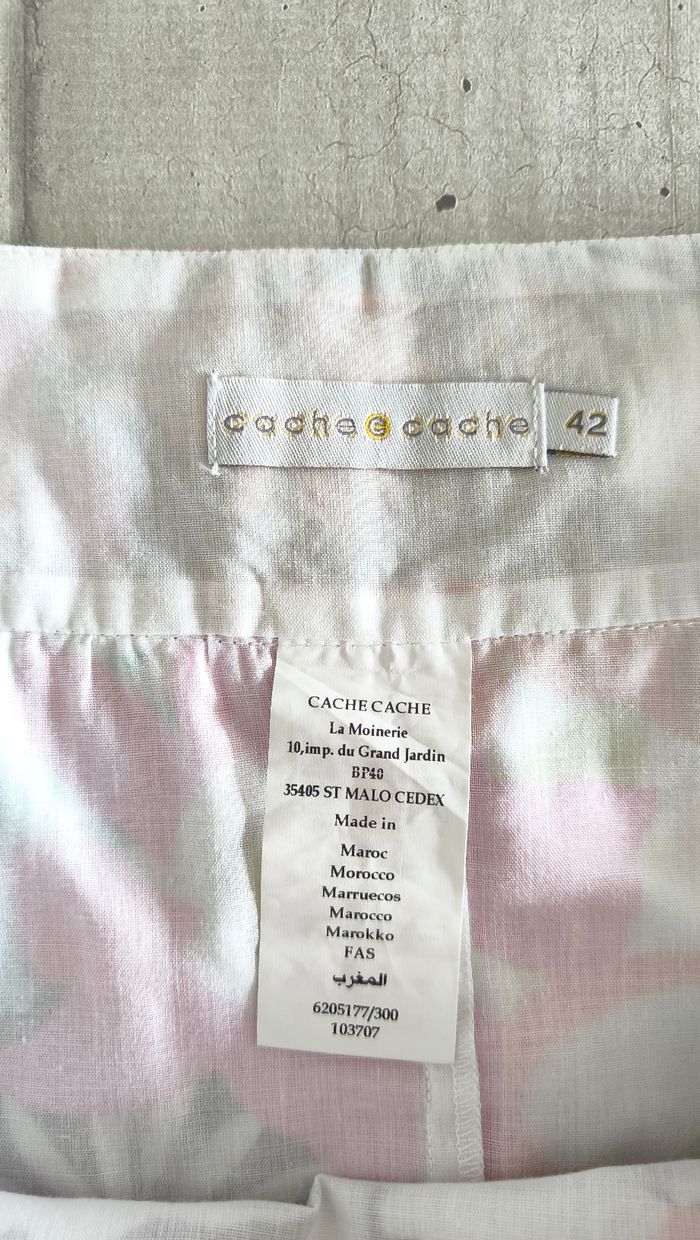 cache c cache
42
CACHE CACHE
La Moinerie
10,imp. du Grand Jardin
BP40
35405 ST MALO CEDEX
Made in
Maroc
Morocco
Marruecos
Marocco
Marokko
FAS
المغرب
6205177/300
103707